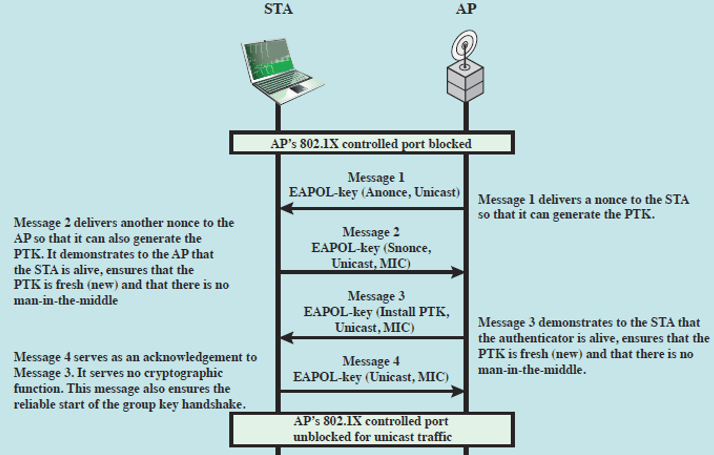 STA
AP
AP's 802.1X controlled port blocked
Message 1
EAPOL-key (Anonce, Unicast)
Message 1 delivers a nonce to the STA
so that it can generate the PTK.
Message 2 delivers another nonce to the
AP so that it can also generate the
PTK. It demonstrates to the AP that
the STA is alive, ensures that the
PTK is fresh (new) and that there is no
man-in-the-middle
Message 2
EAPOL-key (Snonce,
Unicast, MIC)
Message 3
EAPOL-key (Install PTK,
Unicast, MIC)
Message 3 demonstrates to the STA that
the authenticator is alive, ensures that the
PTK is fresh (new) and that there is no
man-in-the-middle.
Message 4 serves as an acknowledgement to
Message 3. It serves no cryptographic
function. This message also ensures the
reliable start of the group key handshake.
Message 4
EAPOL-key (Unicast, MIC)
AP's 802.1X controlled port
unblocked for unicast traffic